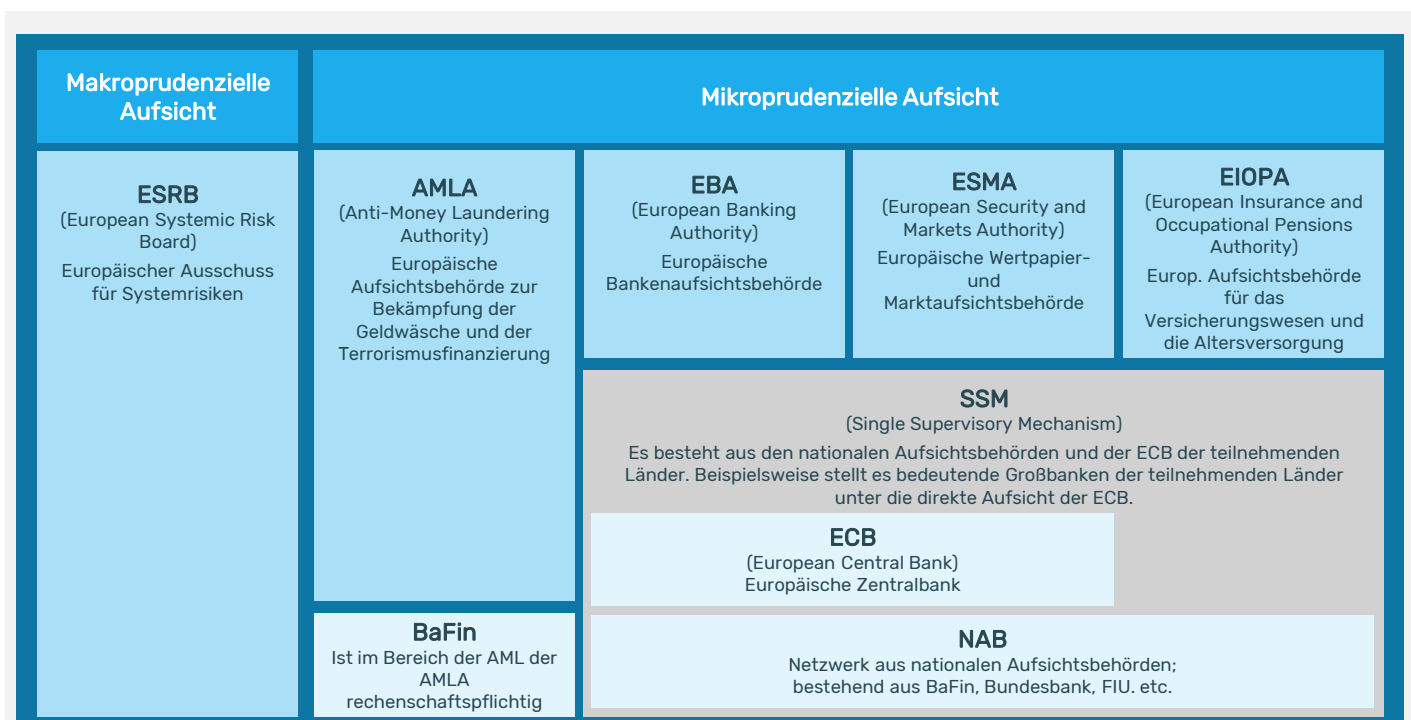 Makroprudenzielle
Aufsicht
Mikroprudenzielle Aufsicht
ESRB
(European Systemic Risk
Board)
Europäischer Ausschuss
für Systemrisiken
AMLA
(Anti-Money Laundering
Authority)
Europäische
Aufsichtsbehörde zur
Bekämpfung der
Geldwäsche und der
Terrorismusfinanzierung
EBA
(European Banking
Authority)
Europäische
Bankenaufsichtsbehörde
ESMA
(European Security and
Markets Authority)
Europäische Wertpapier-
und
Marktaufsichtsbehörde
EIOPA
(European Insurance and
Occupational Pensions
Authority)
Europ. Aufsichtsbehörde
für das
Versicherungswesen und
die Altersversorgung
SSM
(Single Supervisory Mechanism)
Es besteht aus den nationalen Aufsichtsbehörden und der ECB der teilnehmenden
Länder. Beispielsweise stellt es bedeutende Großbanken der teilnehmenden Länder
unter die direkte Aufsicht der ECB.
ECB
(European Central Bank)
Europäische Zentralbank
BaFin
Ist im Bereich der AML der
AMLA
rechenschaftspflichtig
NAB
Netzwerk aus nationalen Aufsichtsbehörden;
bestehend aus BaFin, Bundesbank, FIU. etc.